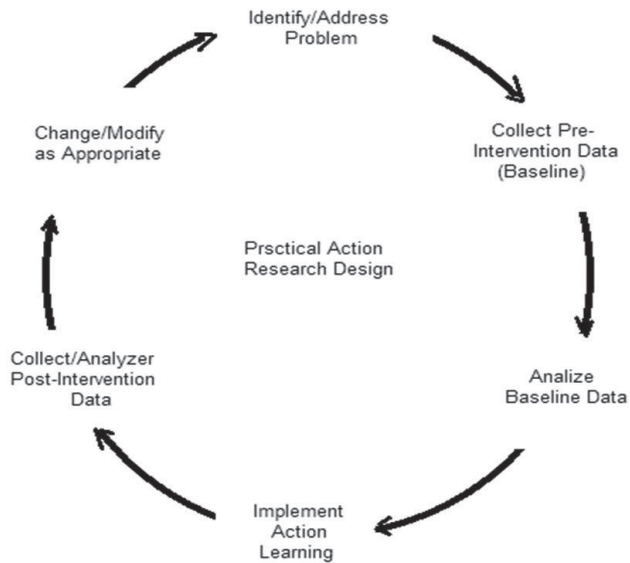 Identify/Address
Problem
Collect Pre-
Intervention Data
(Baseline)
Analize
Baseline Data
Implement
Action
Learning
Collect/Analyzer
Post-Intervention
Data
Change/Modify
as Appropriate
Prsctical Action
Research Design